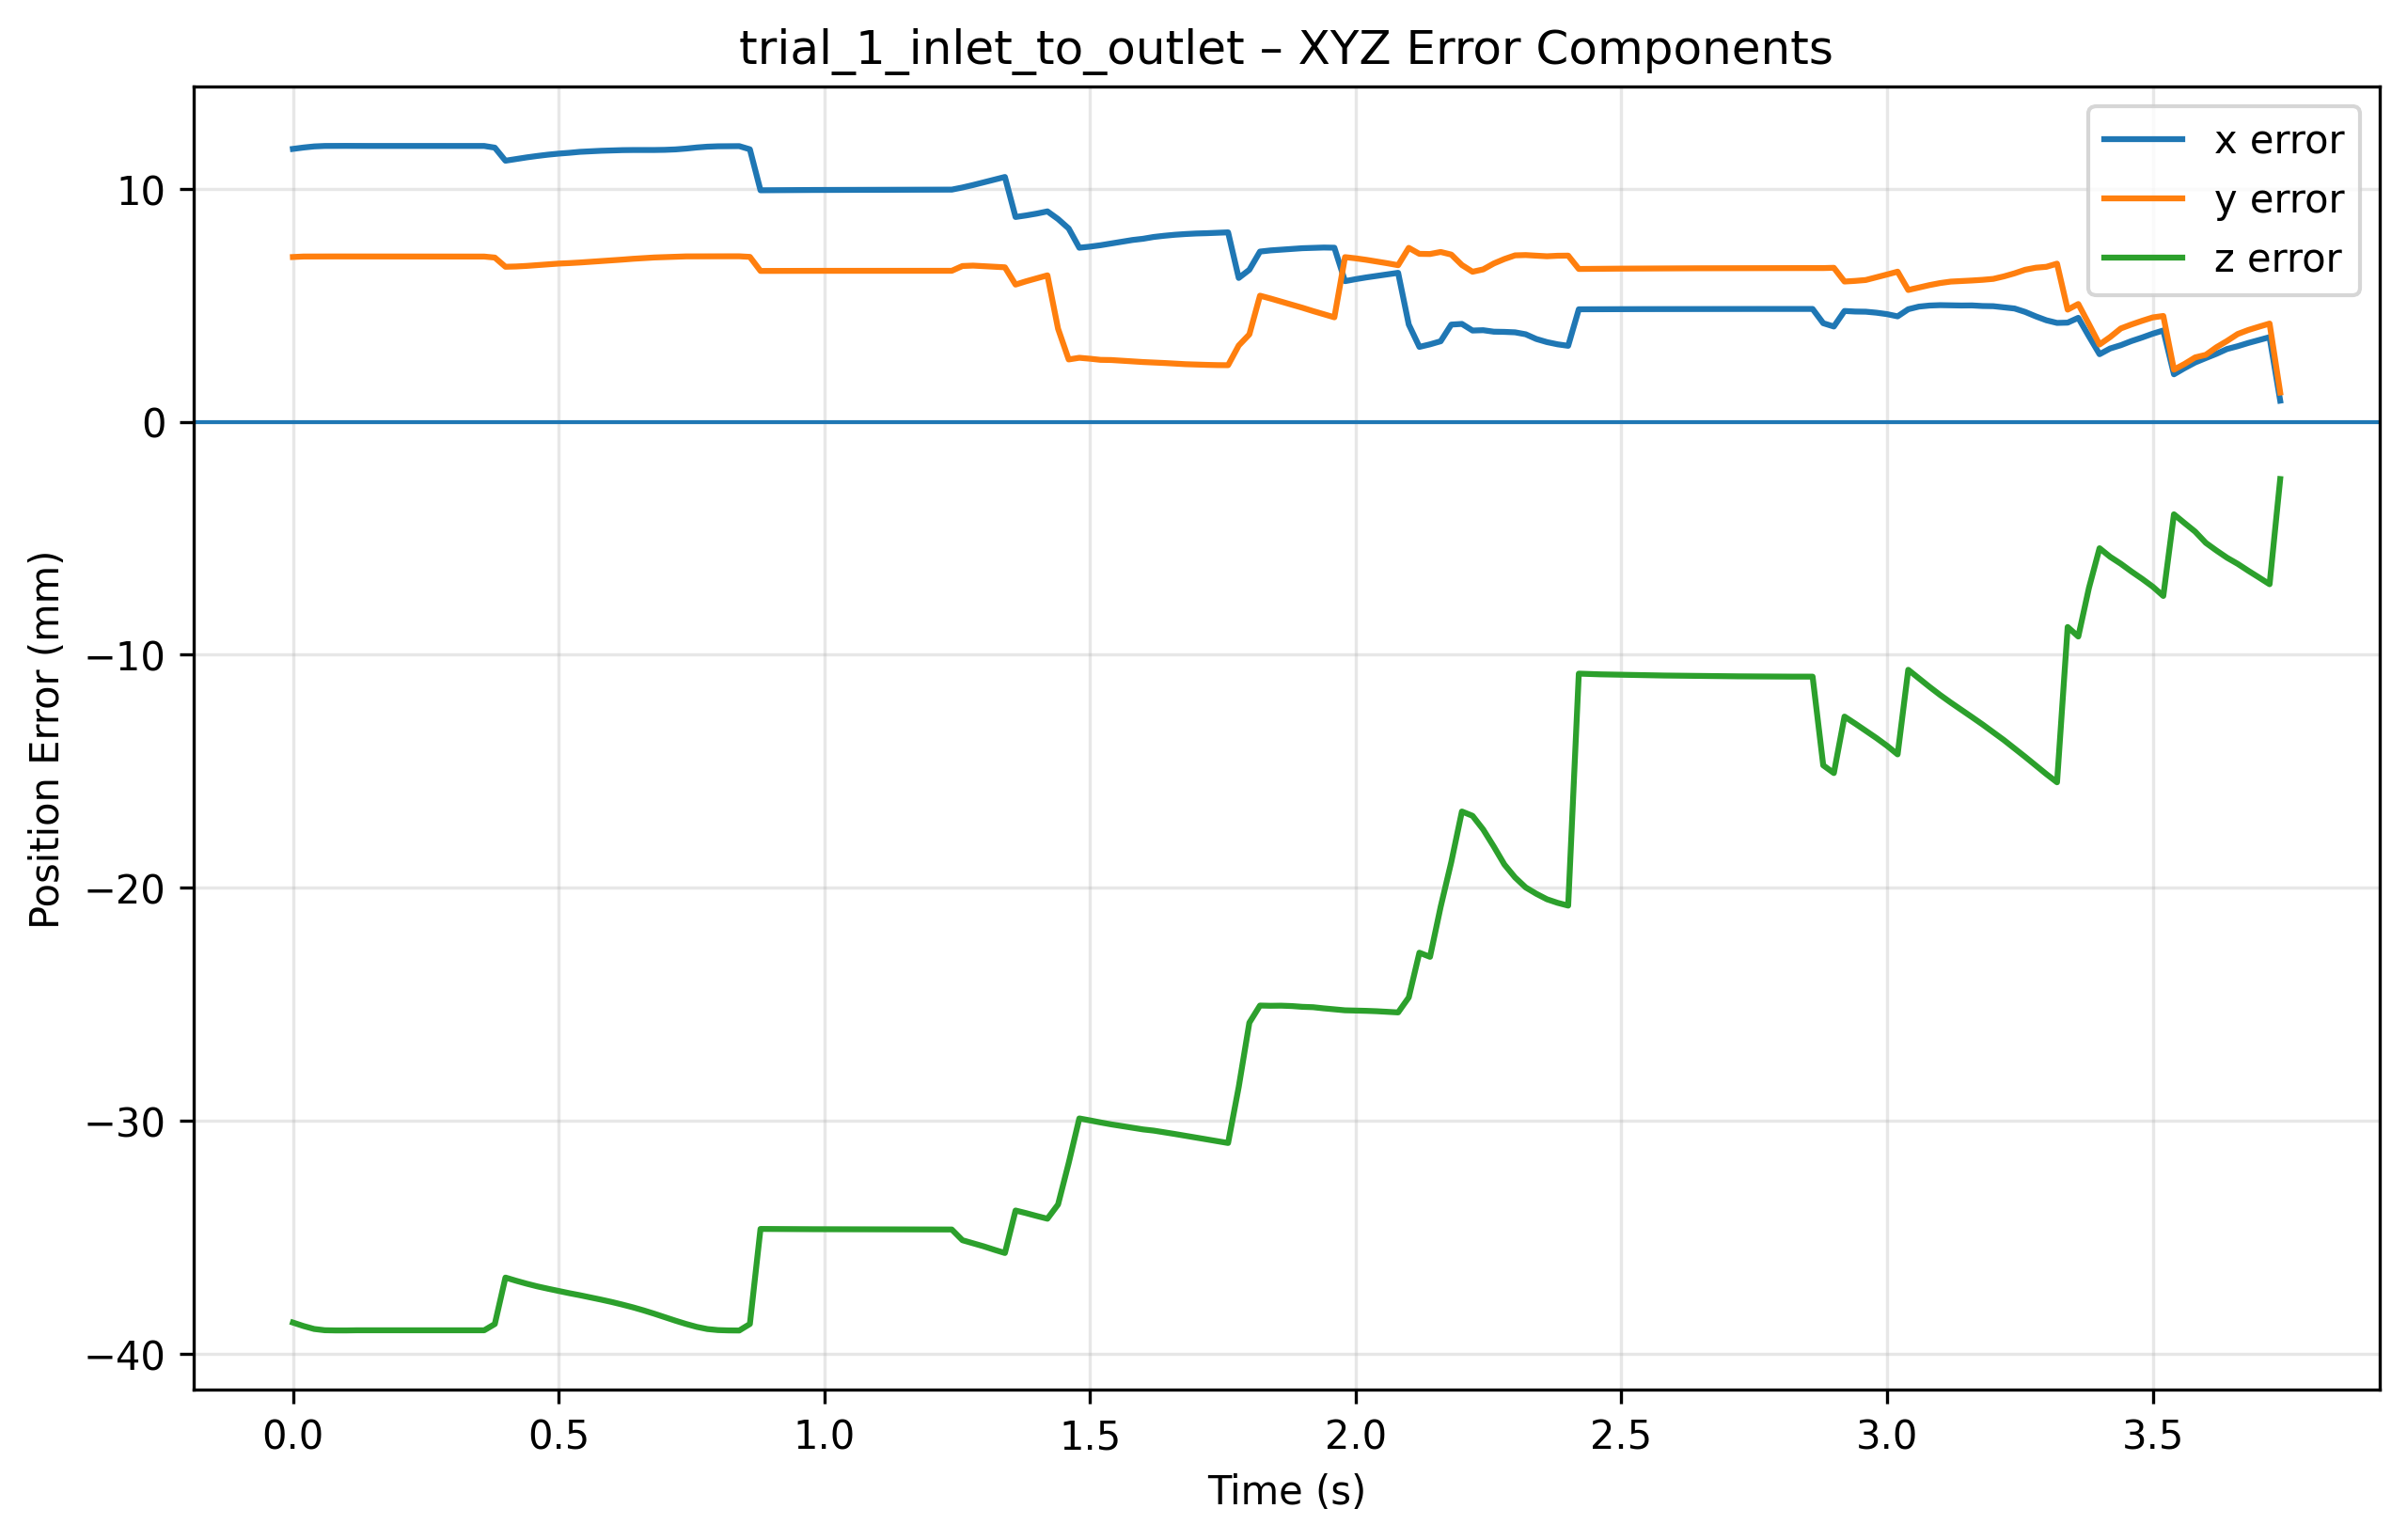 trial_1_inlet_to_outlet – XYZ Error Components
x error
y error
z error
Position Error (mm)
10
0
−10
−20
−30
−40
0.0 0.5 1.0 1.5 2.0 2.5 3.0 3.5
Time (s)